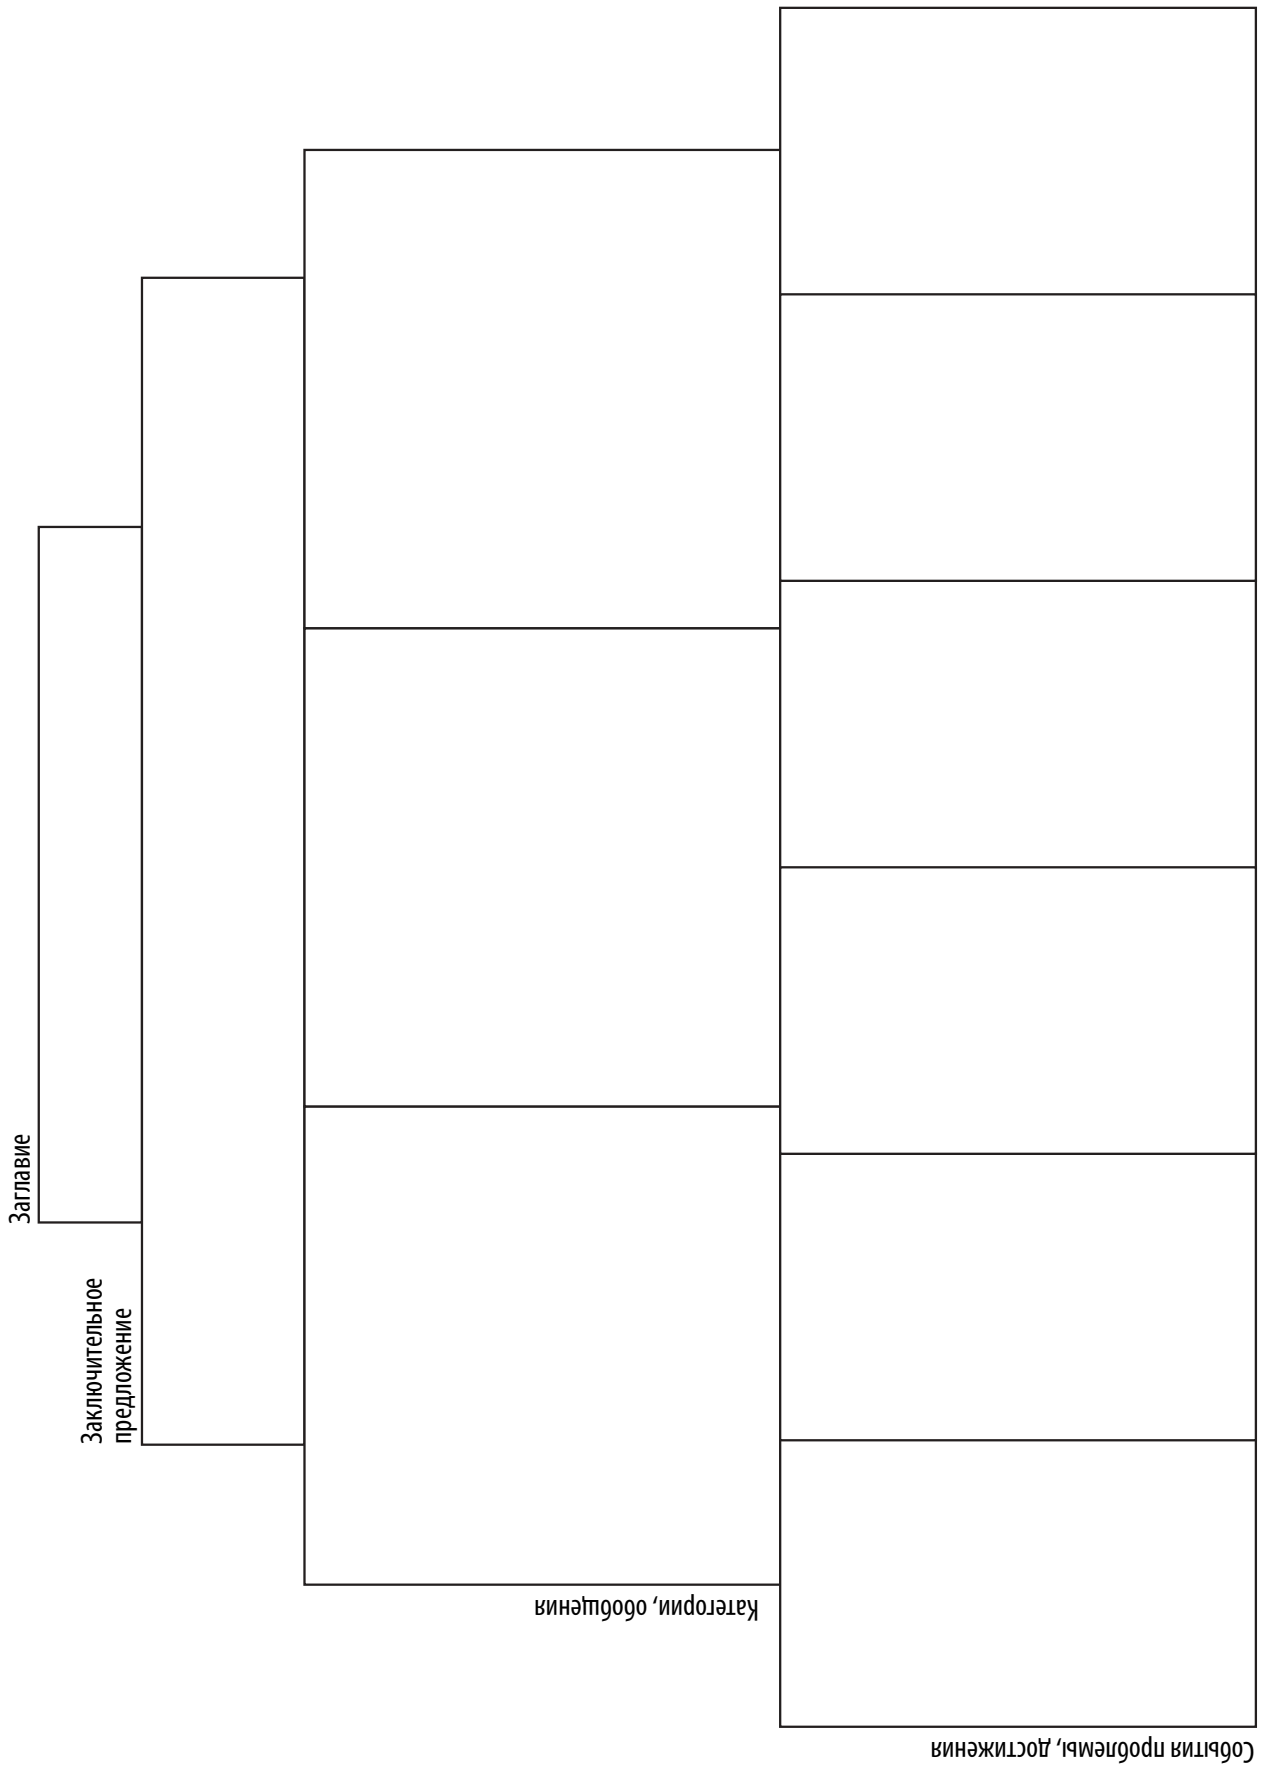 Заглавие
Заключительное
предложение
Категории, обобщения
События проблемы, достижения